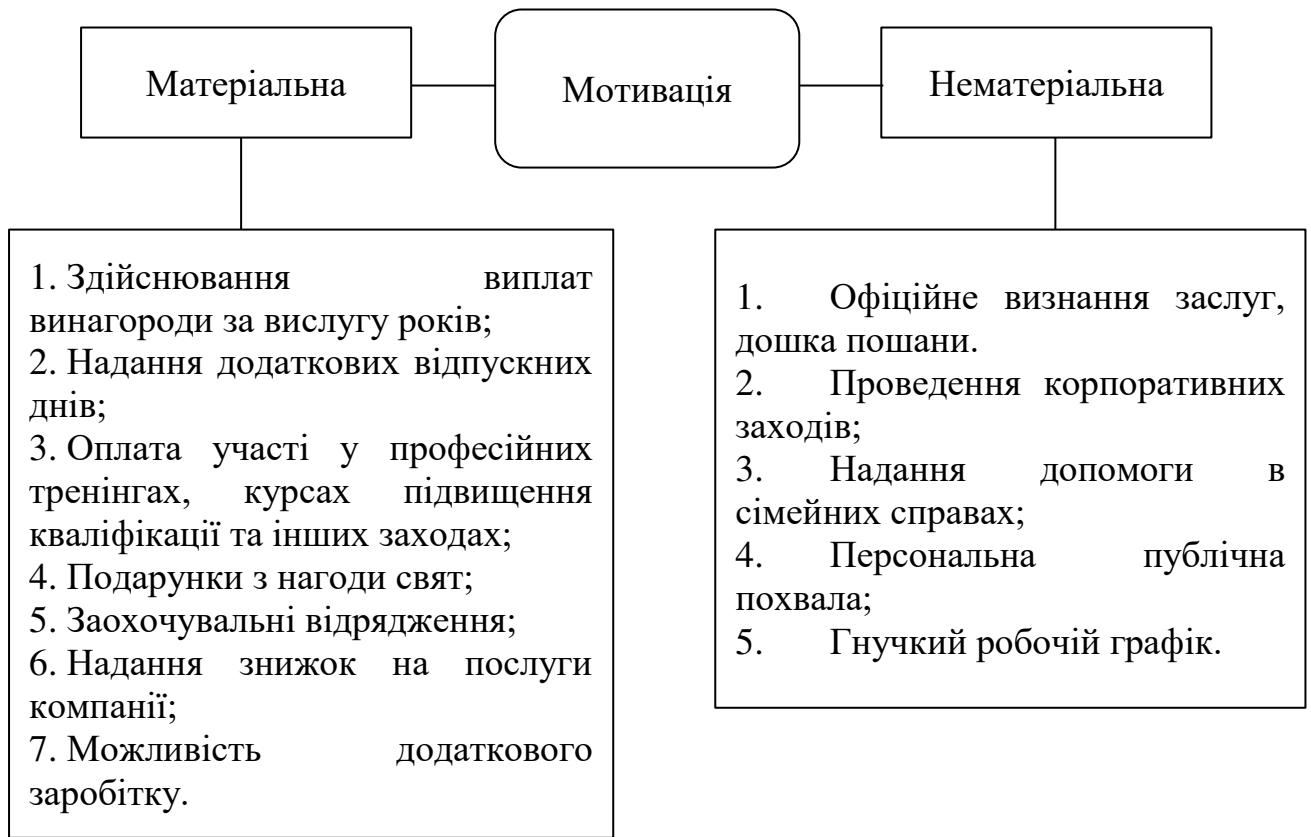 Матеріальна
Мотивація
Нематеріальна
1. Здійснювання виплат
винагороди за вислугу років;
2. Надання додаткових відпускних
днів;
3. Оплата участі у професійних
тренінгах, курсах підвищення
кваліфікації та інших заходах;
4. Подарунки з нагоди свят;
5. Заохочувальні відрядження;
6. Надання знижок на послуги
компанії;
7. Можливість додаткового
заробітку.
1. Офіційне визнання заслуг,
дошка пошани.
2. Проведення корпоративних
заходів;
3. Надання допомоги в
сімейних справах;
4. Персональна публічна
похвала;
5. Гнучкий робочій графік.